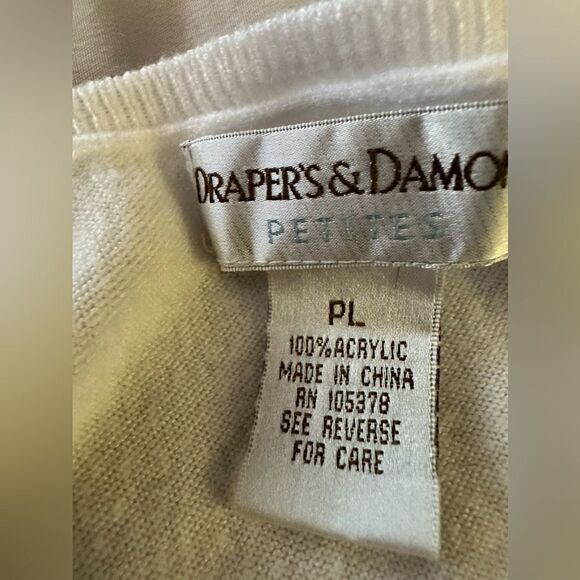 DRAPER'S & DAMO
PETITES
PL
100% ACRYLIC
MADE IN CHINA
RN 105378
SEE REVERSE
FOR CARE